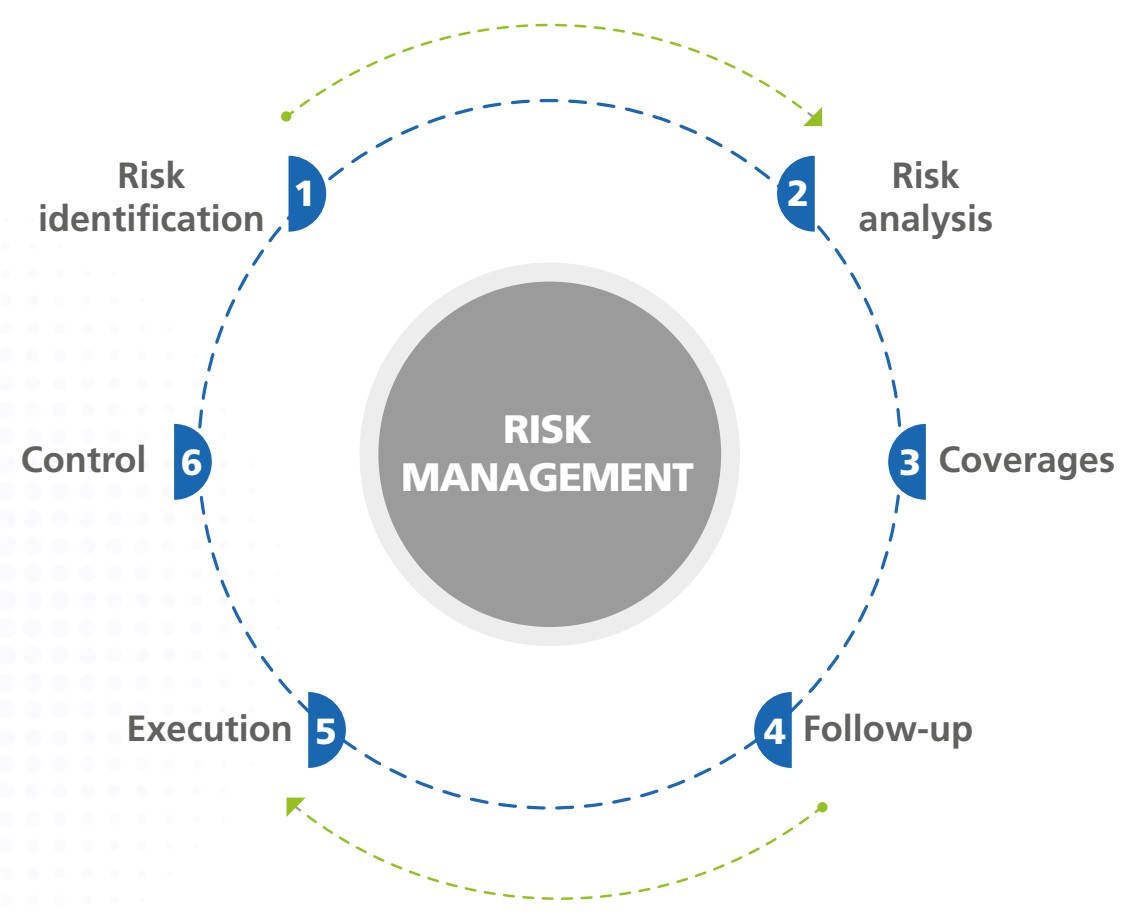 Risk
identification
1
2
Risk
analysis
Control
6
RISK
MANAGEMENT
3
Coverages
Execution
5
4
Follow-up